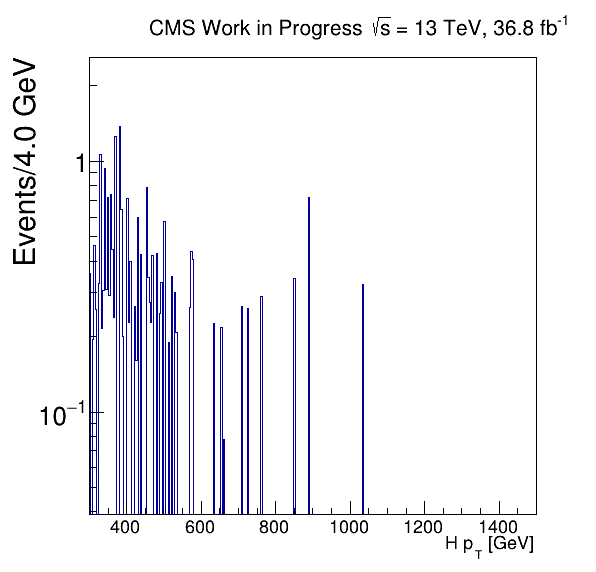 CMS Work in Progress √s = 13 TeV, 36.8 fb⁻¹
Events/4.0 GeV
1
10⁻¹
400 600 800 1000 1200 1400
H p_T [GeV]